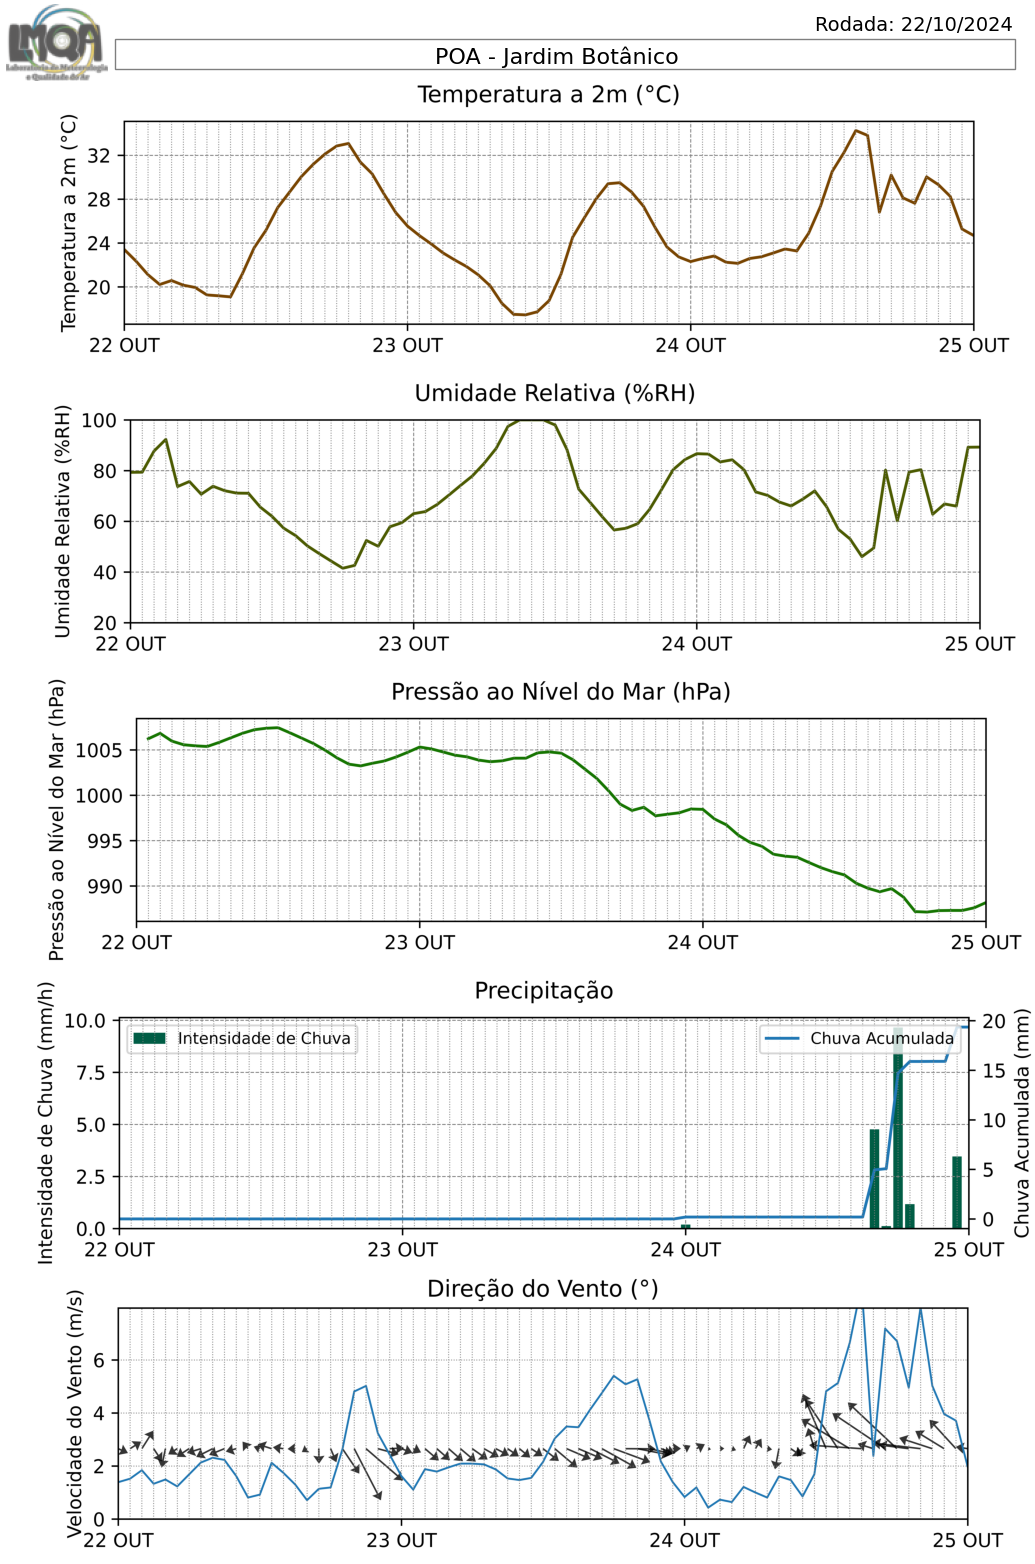 LMQA
Laboratório de Meteorologia
e Qualidade do Ar
Rodada: 22/10/2024
POA - Jardim Botânico
Temperatura a 2m (°C)
Temperatura a 2m (°C)
32
28
24
20
22 OUT 23 OUT 24 OUT 25 OUT
Umidade Relativa (%RH)
Umidade Relativa (%RH)
100
80
60
40
20
22 OUT 23 OUT 24 OUT 25 OUT
Pressão ao Nível do Mar (hPa)
Pressão ao Nível do Mar (hPa)
1005
1000
995
990
22 OUT 23 OUT 24 OUT 25 OUT
Precipitação
Intensidade de Chuva (mm/h)
10.0
7.5
5.0
2.5
0.0
Intensidade de Chuva
Chuva Acumulada
20
15
10
5
0
Chuva Acumulada (mm)
22 OUT 23 OUT 24 OUT 25 OUT
Direção do Vento (°)
Velocidade do Vento (m/s)
6
4
2
0
22 OUT 23 OUT 24 OUT 25 OUT